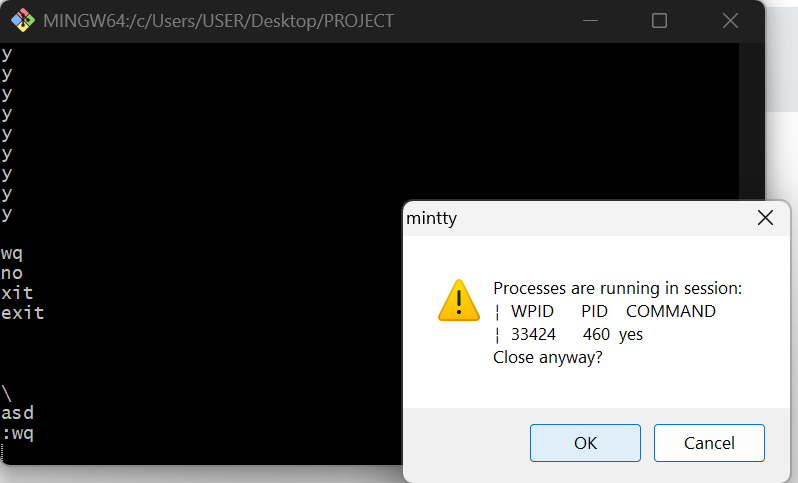 MINGW64:/c/Users/USER/Desktop/PROJECT
y
y
y
y
y
y
y
y
y
wq
no
xit
exit
\
asd
:wq
mintty
Processes are running in session:
¦ WPID PID COMMAND
¦ 33424 460 yes
Close anyway?
OK
Cancel